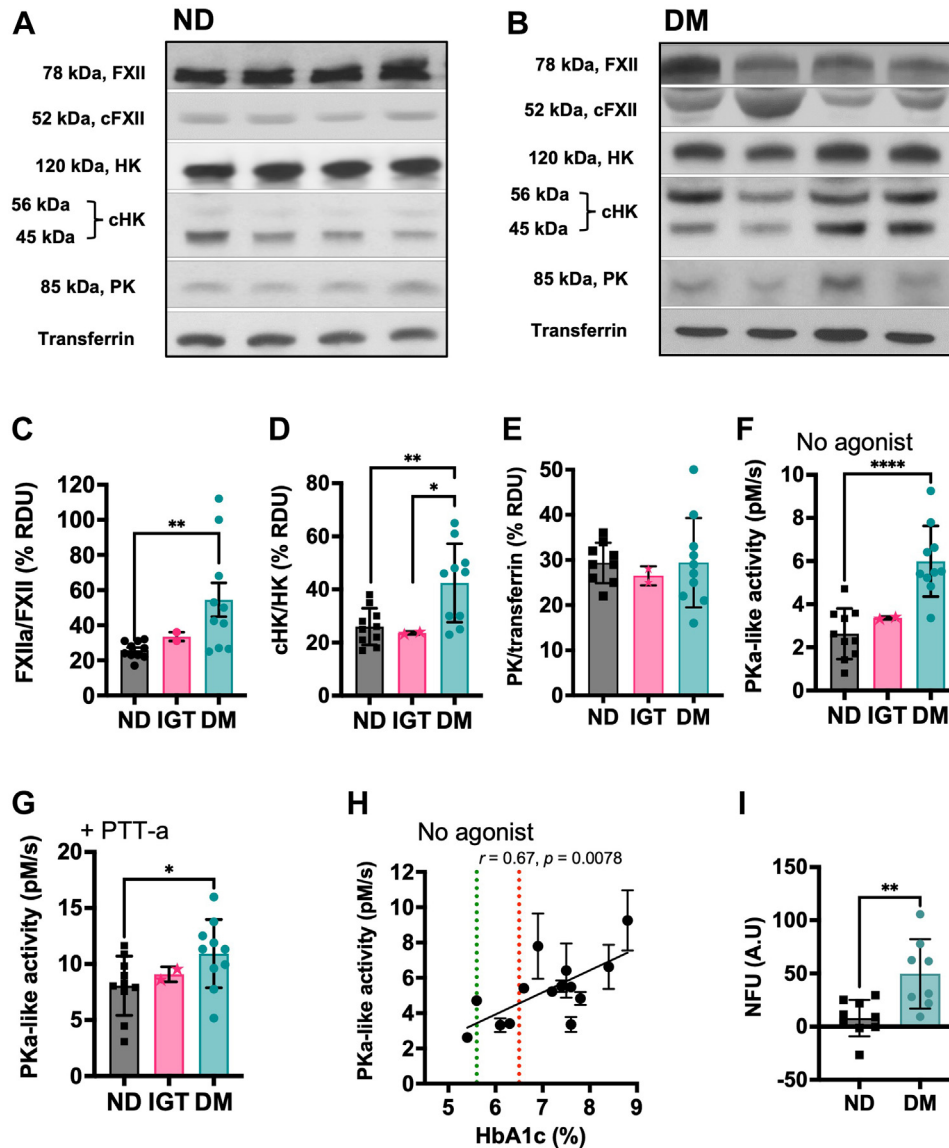 A
ND
78 kDa, FXII
52 kDa, cFXII
120 kDa, HK
56 kDa
45 kDa
cHK
85 kDa, PK
Transferrin
B
DM
78 kDa, FXII
52 kDa, cFXII
120 kDa, HK
56 kDa
45 kDa
cHK
85 kDa, PK
Transferrin
C
FXIIa/FXII (% RDU)
120
100
80
60
40
20
0
**
ND IGT DM
D
cHK/HK (% RDU)
80
60
40
20
0
**
*
ND IGT DM
E
PK/transferrin (% RDU)
50
40
30
20
10
0
ND IGT DM
F
No agonist
PKa-like activity (pM/s)
10
8
6
4
2
0
****
ND IGT DM
G
+ PTT-a
PKa-like activity (pM/s)
20
15
10
5
0
*
ND IGT DM
H
No agonist
r = 0.67, p = 0.0078
PKa-like activity (pM/s)
12
10
8
6
4
2
0
5 6 7 8 9
HbA1c (%)
I
NFU (A.U)
150
100
50
0
-50
**
ND DM